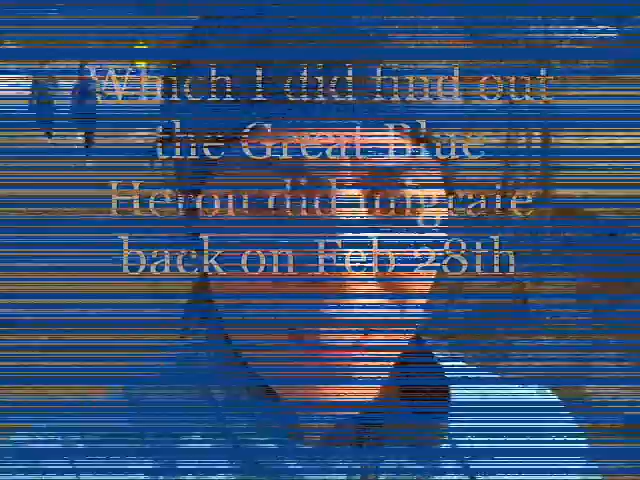 Which I did find out
the Great Blue
Heron did migrate
back on Feb 28th